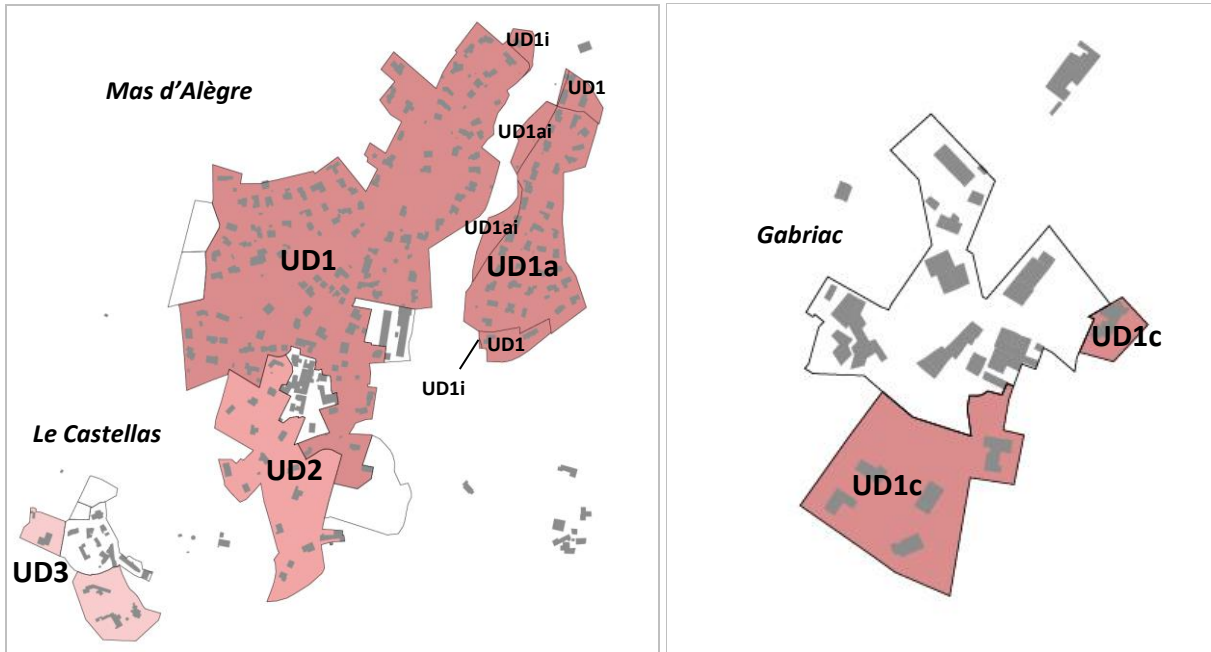 UD1i
Mas d’Alègre
UD1
UD1ai
UD1ai
UD1
UD1a
UD1
UD1i
Le Castellas
UD2
UD3
Gabriac
UD1c
UD1c